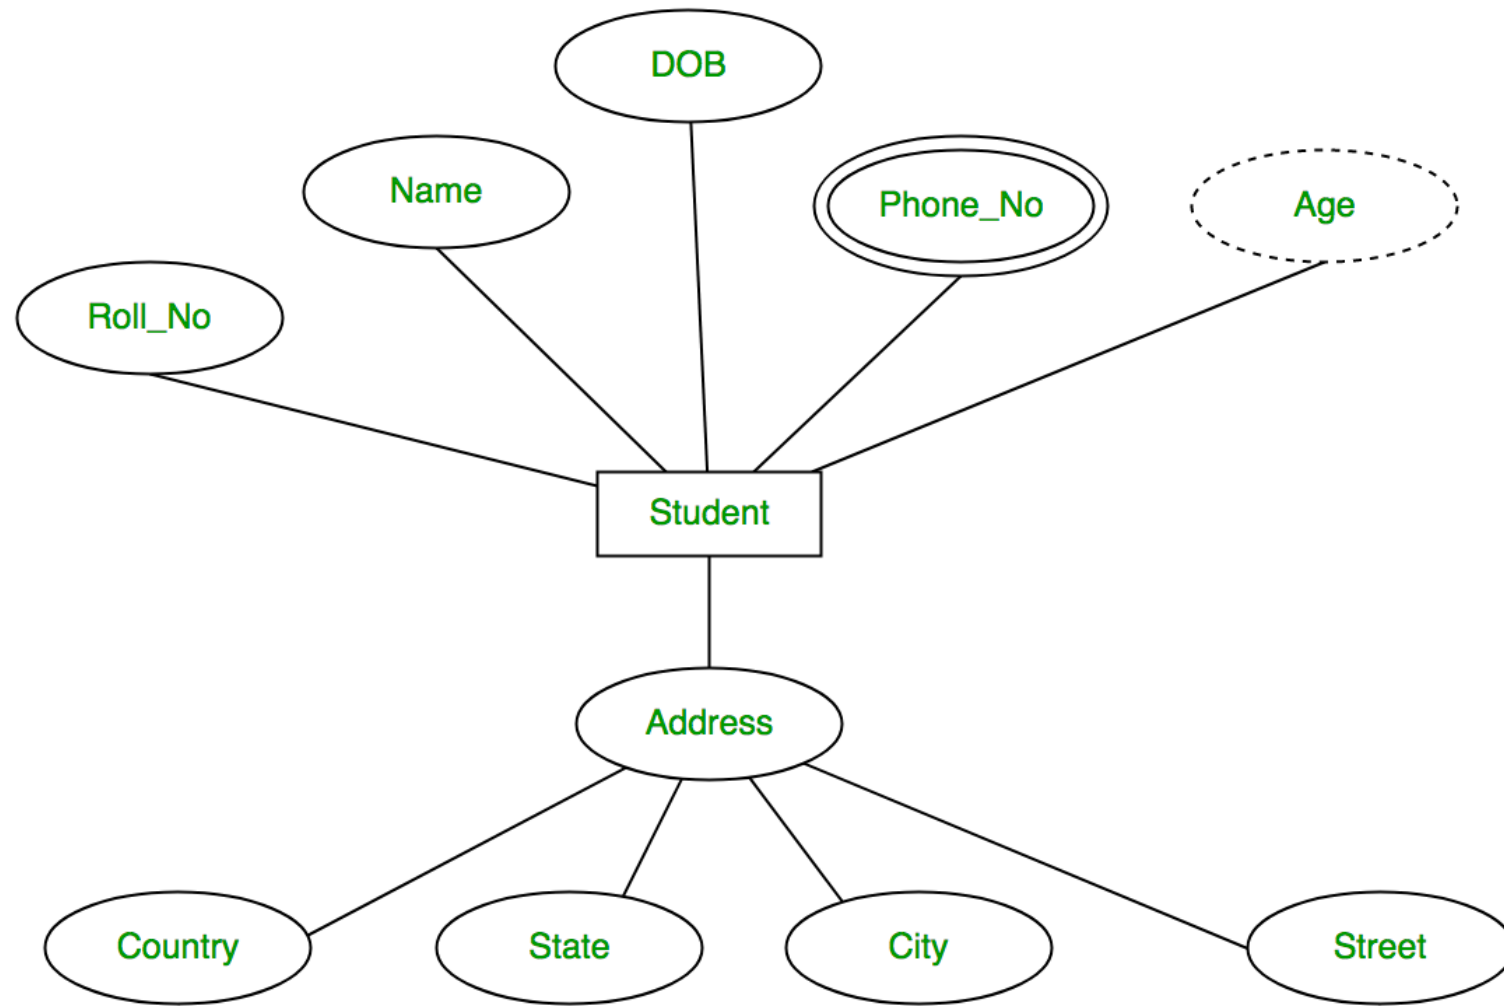 DOB
Name
Phone_No
Age
Roll_No
Student
Address
Country
State
City
Street